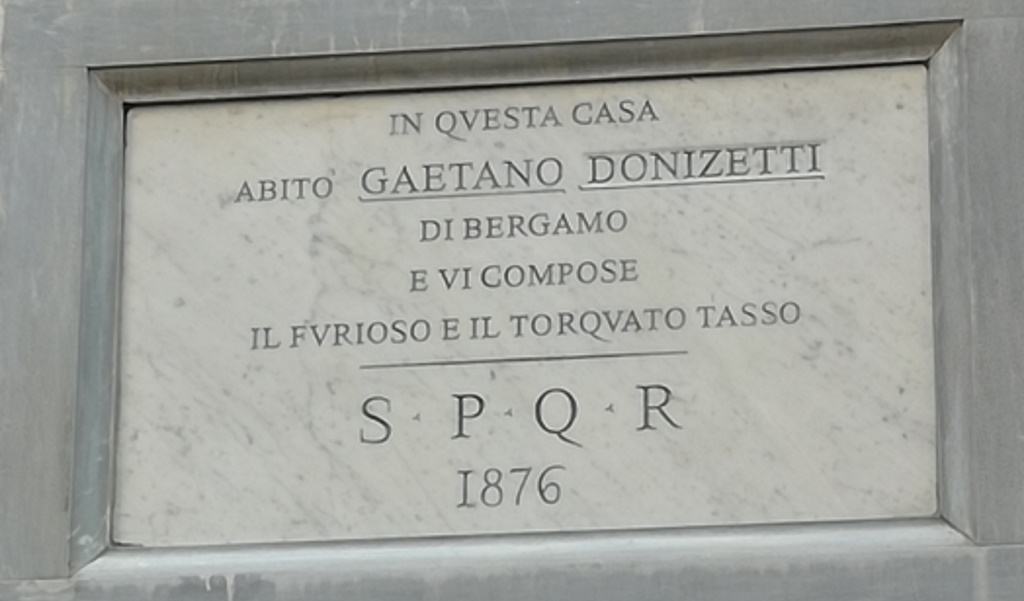 IN QVESTA CASA
ABITO' GAETANO DONIZETTI
DI BERGAMO
E VI COMPOSE
IL FVRIOSO E IL TORQVATO TASSO
S · P · Q · R
1876